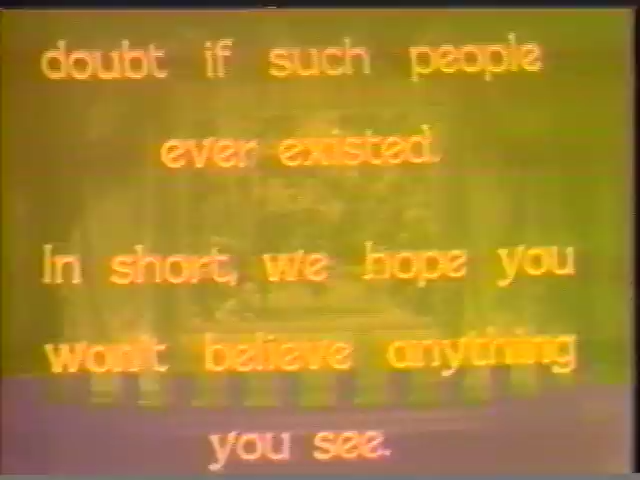 doubt if such people
ever existed.
In short, we hope you
won't believe anything
you see.